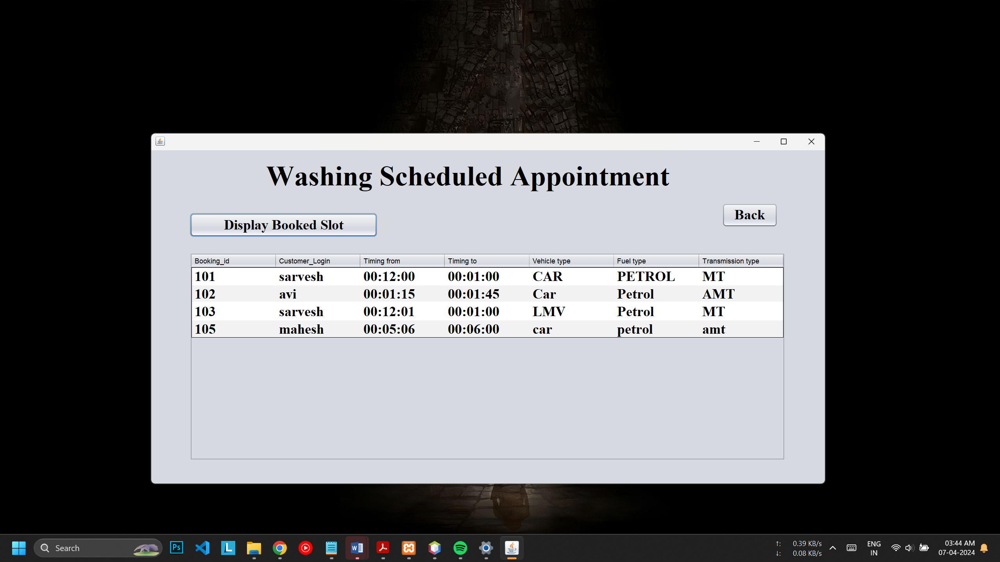 Washing Scheduled Appointment
Back
Display Booked Slot
Booking_id Customer_Login Timing from Timing to Vehicle type Fuel type Transmission type
101 sarvesh 00:12:00 00:01:00 CAR PETROL MT
102 avi 00:01:15 00:01:45 Car Petrol AMT
103 sarvesh 00:12:01 00:01:00 LMV Petrol MT
105 mahesh 00:05:06 00:06:00 car petrol amt
Search
Ps
L
W
↑: 0.39 KB/s
↓: 0.08 KB/s
ENG
IN
03:44 AM
07-04-2024